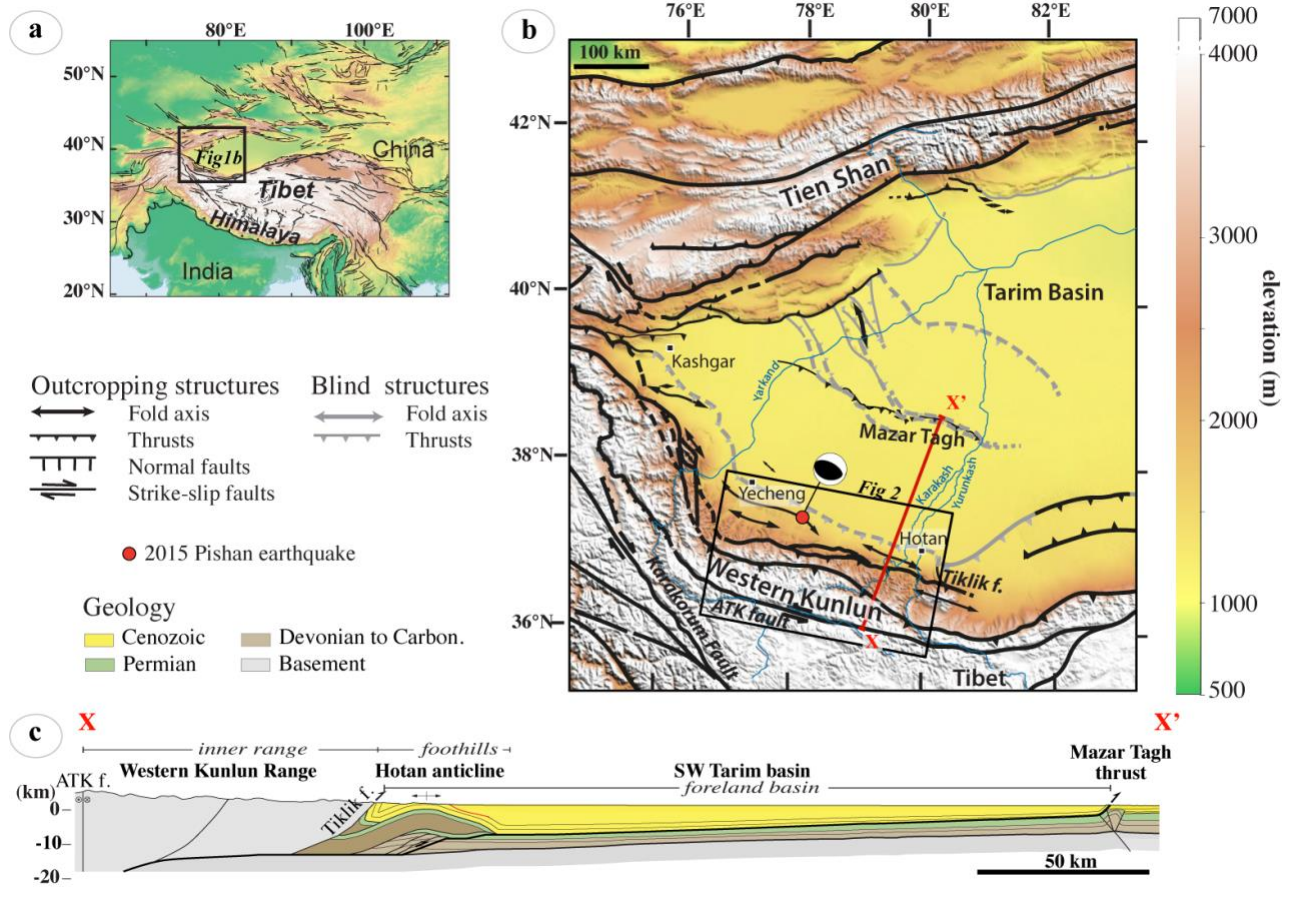 a
80°E
100°E
50°N
40°N
30°N
20°N
Fig1b
China
Tibet
Himalaya
India
Outcropping structures
Fold axis
Thrusts
Normal faults
Strike-slip faults
Blind structures
Fold axis
Thrusts
2015 Pishan earthquake
Geology
Cenozoic
Devonian to Carbon.
Permian
Basement
b
76°E
78°E
80°E
82°E
100 km
42°N
40°N
38°N
36°N
Tien Shan
Tarim Basin
Kashgar
Yarkand
X'
Mazar Tagh
Fig 2
Yecheng
Karakash
Yurunkash
Hotan
Tiklik f.
Western Kunlun
ATK fault
Karakorum Fault
X
Tibet
7000
4000
3000
2000
1000
500
elevation (m)
c
X
X'
inner range
foothills
Mazar Tagh
thrust
ATK f.
Western Kunlun Range
Hotan anticline
SW Tarim basin
foreland basin
(km)
0
-10
-20
Tiklik f.
50 km